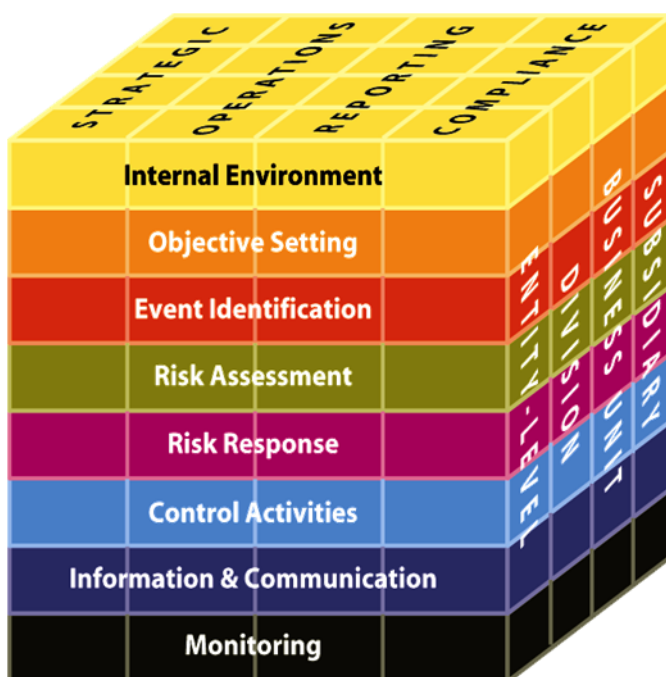 STRATEGIC
OPERATIONS
REPORTING
COMPLIANCE
Internal Environment
Objective Setting
Event Identification
Risk Assessment
Risk Response
Control Activities
Information & Communication
Monitoring
ENTITY-LEVEL
DIVISION
BUSINESS UNIT
SUBSIDIARY